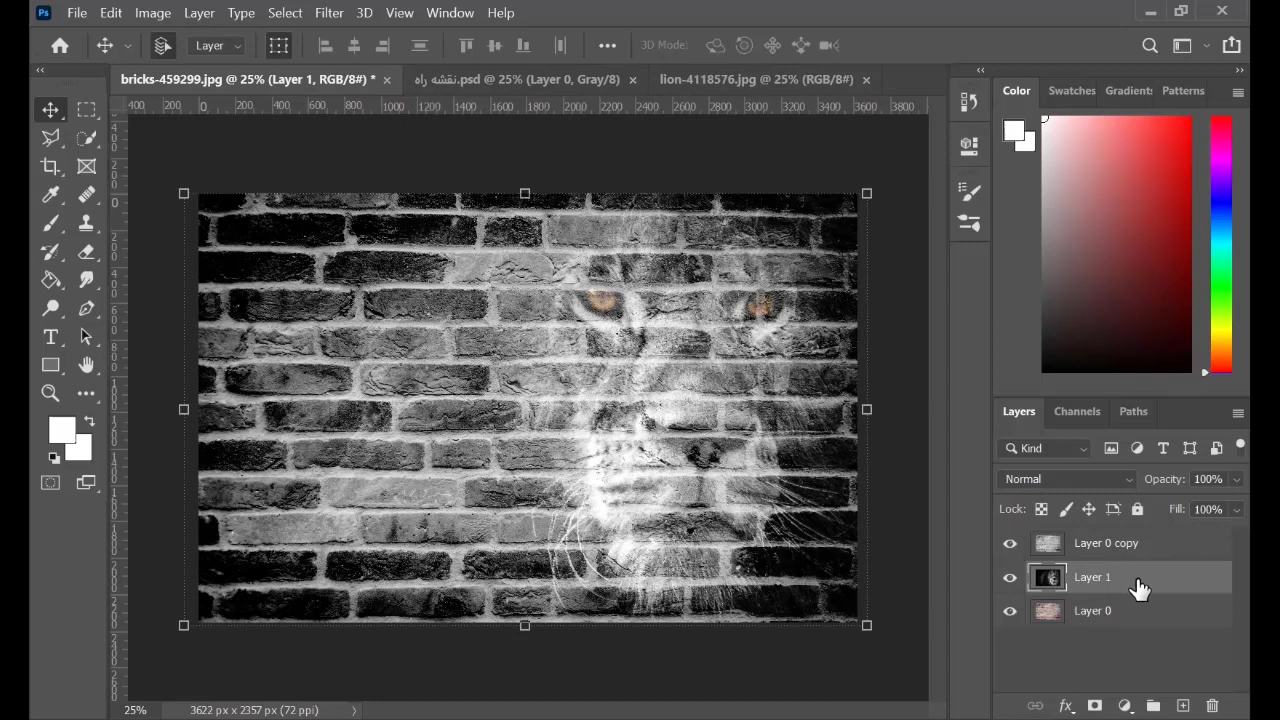 Ps File Edit Image Layer Type Select Filter 3D View Window Help
Layer 3D Mode:
bricks-459299.jpg @ 25% (Layer 1, RGB/8#) * نقشه راه.psd @ 25% (Layer 0, Gray/8) lion-4118576.jpg @ 25% (RGB/8#)
400 200 0 200 400 600 800 1000 1200 1400 1600 1800 2000 2200 2400 2600 2800 3000 3200 3400 3600 3800
Color Swatches Gradients Patterns
Layers Channels Paths
Kind
Normal Opacity: 100%
Lock: Fill: 100%
Layer 0 copy
Layer 1
Layer 0
25% 3622 px x 2357 px (72 ppi)